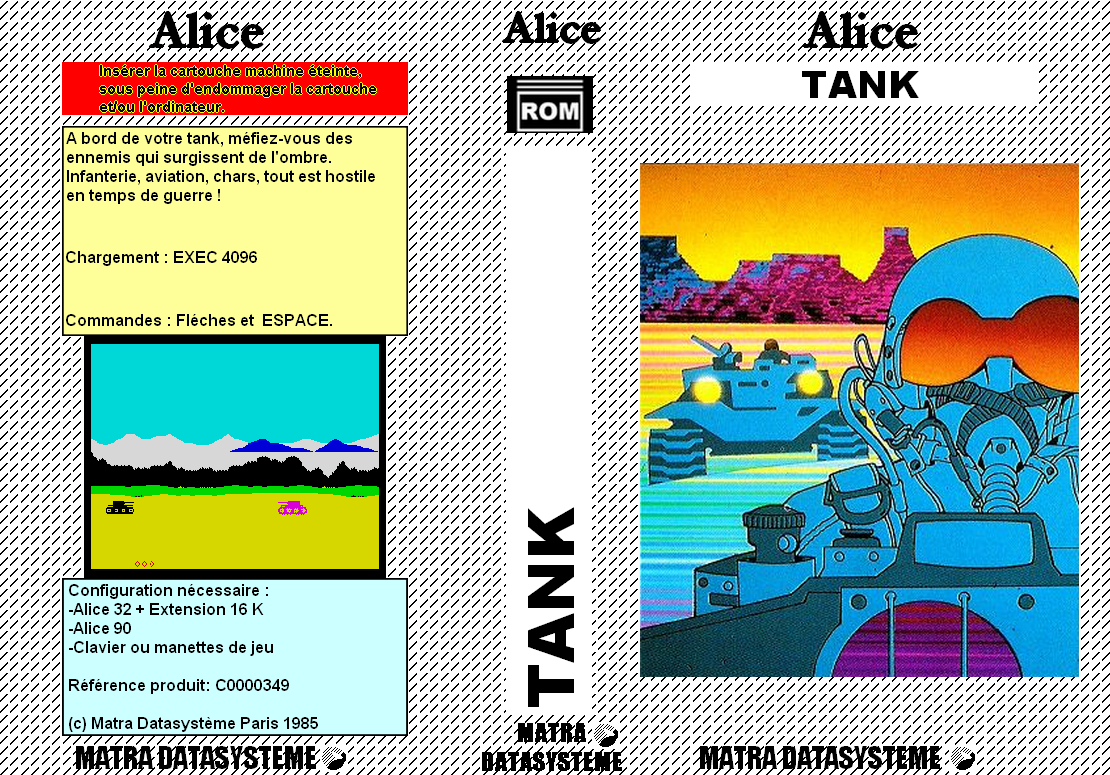 Alice
Insérer la cartouche machine éteinte,
sous peine d'endommager la cartouche
et/ou l'ordinateur.
A bord de votre tank, méfiez-vous des
ennemis qui surgissent de l'ombre.
Infanterie, aviation, chars, tout est hostile
en temps de guerre !
Chargement : EXEC 4096
Commandes : Fléches et ESPACE.
Configuration nécessaire :
-Alice 32 + Extension 16 K
-Alice 90
-Clavier ou manettes de jeu
Référence produit: C0000349
(c) Matra Datasystème Paris 1985
MATRA DATASYSTEME
Alice
ROM
TANK
MATRA
DATASYSTEME
Alice
TANK
MATRA DATASYSTEME